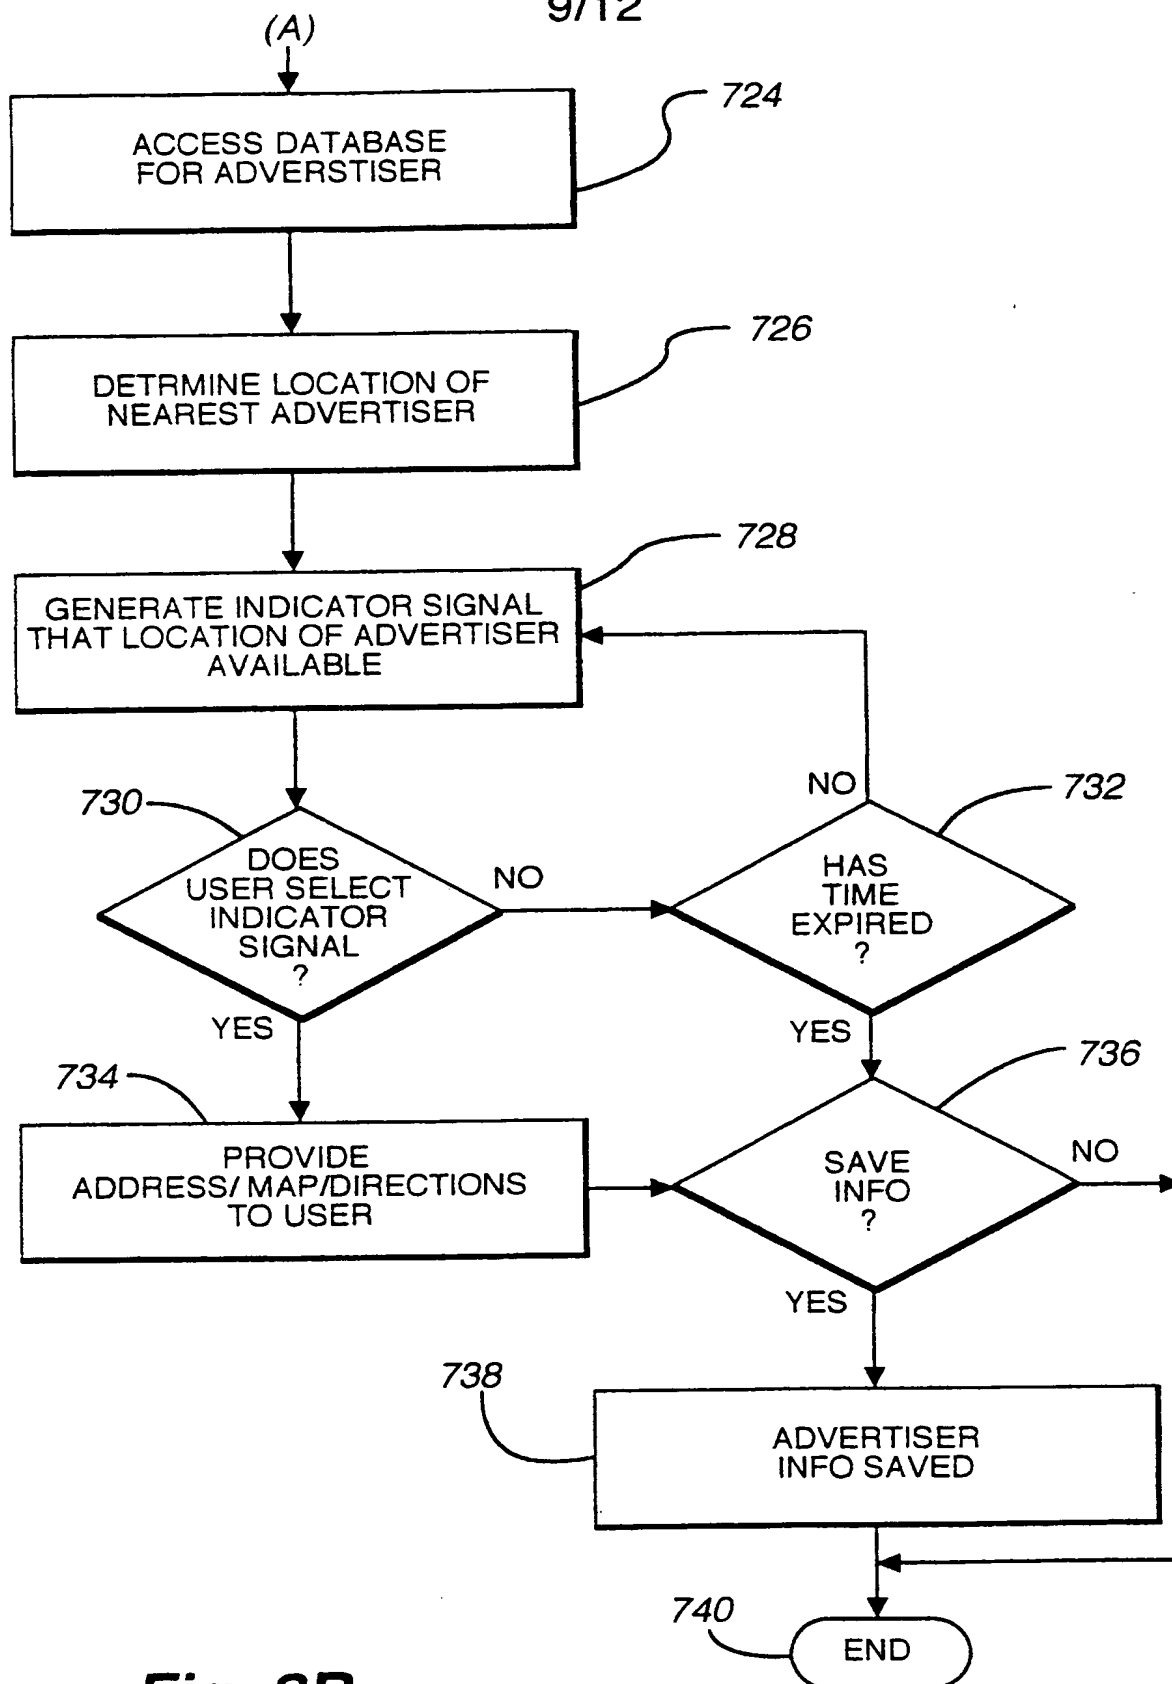 9/12
(A)
724
ACCESS DATABASE
FOR ADVERSTISER
726
DETRMINE LOCATION OF
NEAREST ADVERTISER
728
GENERATE INDICATOR SIGNAL
THAT LOCATION OF ADVERTISER
AVAILABLE
730
DOES
USER SELECT
INDICATOR
SIGNAL
?
NO
YES
732
NO
HAS
TIME
EXPIRED
?
YES
734
PROVIDE
ADDRESS/ MAP/DIRECTIONS
TO USER
736
SAVE
INFO
?
NO
YES
738
ADVERTISER
INFO SAVED
740
END